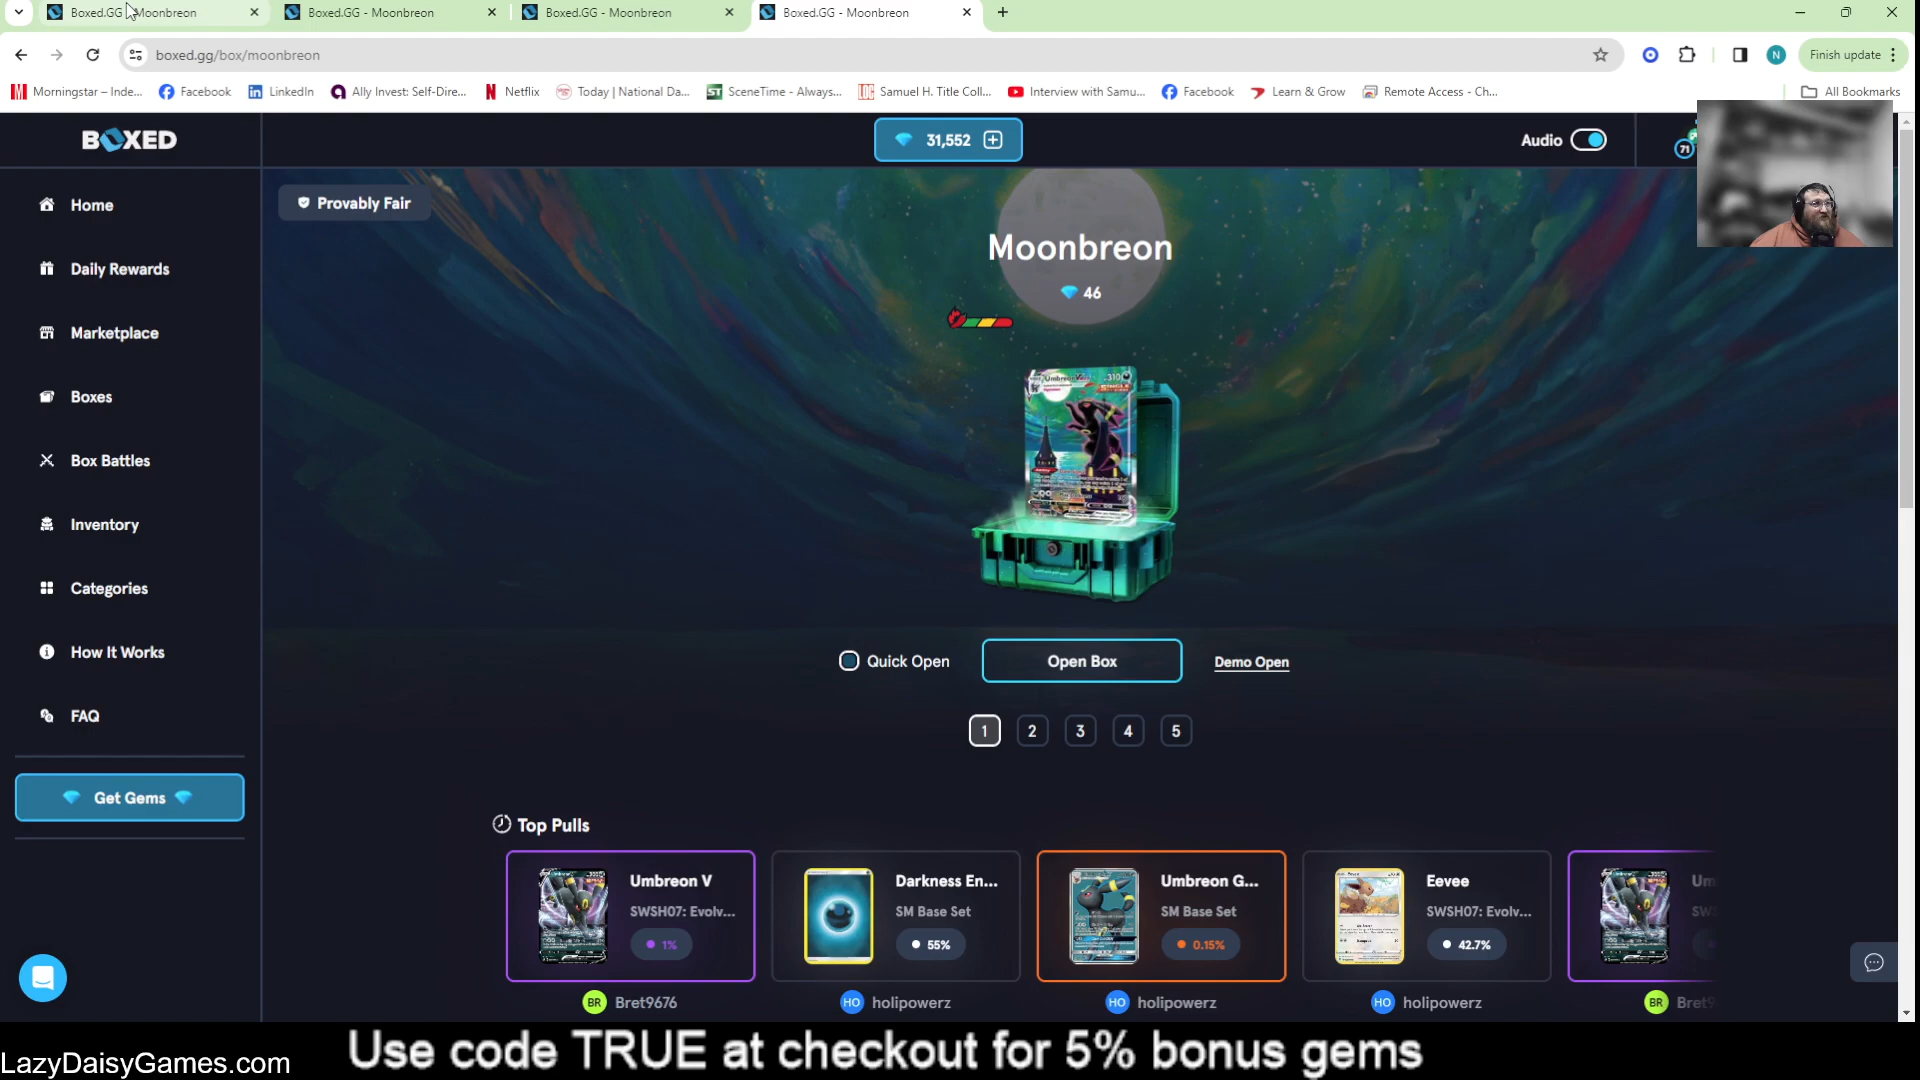 Boxed.GG - Moonbreon
Boxed.GG - Moonbreon
Boxed.GG - Moonbreon
Boxed.GG - Moonbreon
boxed.gg/box/moonbreon
N
Finish update
Morningstar – Inde...
Facebook
LinkedIn
Ally Invest: Self-Dire...
Netflix
Today | National Da...
SceneTime - Always...
Samuel H. Title Coll...
Interview with Samu...
Facebook
Learn & Grow
Remote Access - Ch...
All Bookmarks
BOXED
31,552
Audio
71
Home
Daily Rewards
Marketplace
Boxes
Box Battles
Inventory
Categories
How It Works
FAQ
Get Gems
Provably Fair
Moonbreon
46
Umbreon
310
Quick Open
Open Box
Demo Open
1 2 3 4 5
Top Pulls
Umbreon V
SWSH07: Evolv...
1%
BR Bret9676
Darkness En...
SM Base Set
55%
HO holipowerz
Umbreon G...
SM Base Set
0.15%
HO holipowerz
Eevee
SWSH07: Evolv...
42.7%
HO holipowerz
Um
SW
BR Bret9
LazyDaisyGames.com
Use code TRUE at checkout for 5% bonus gems